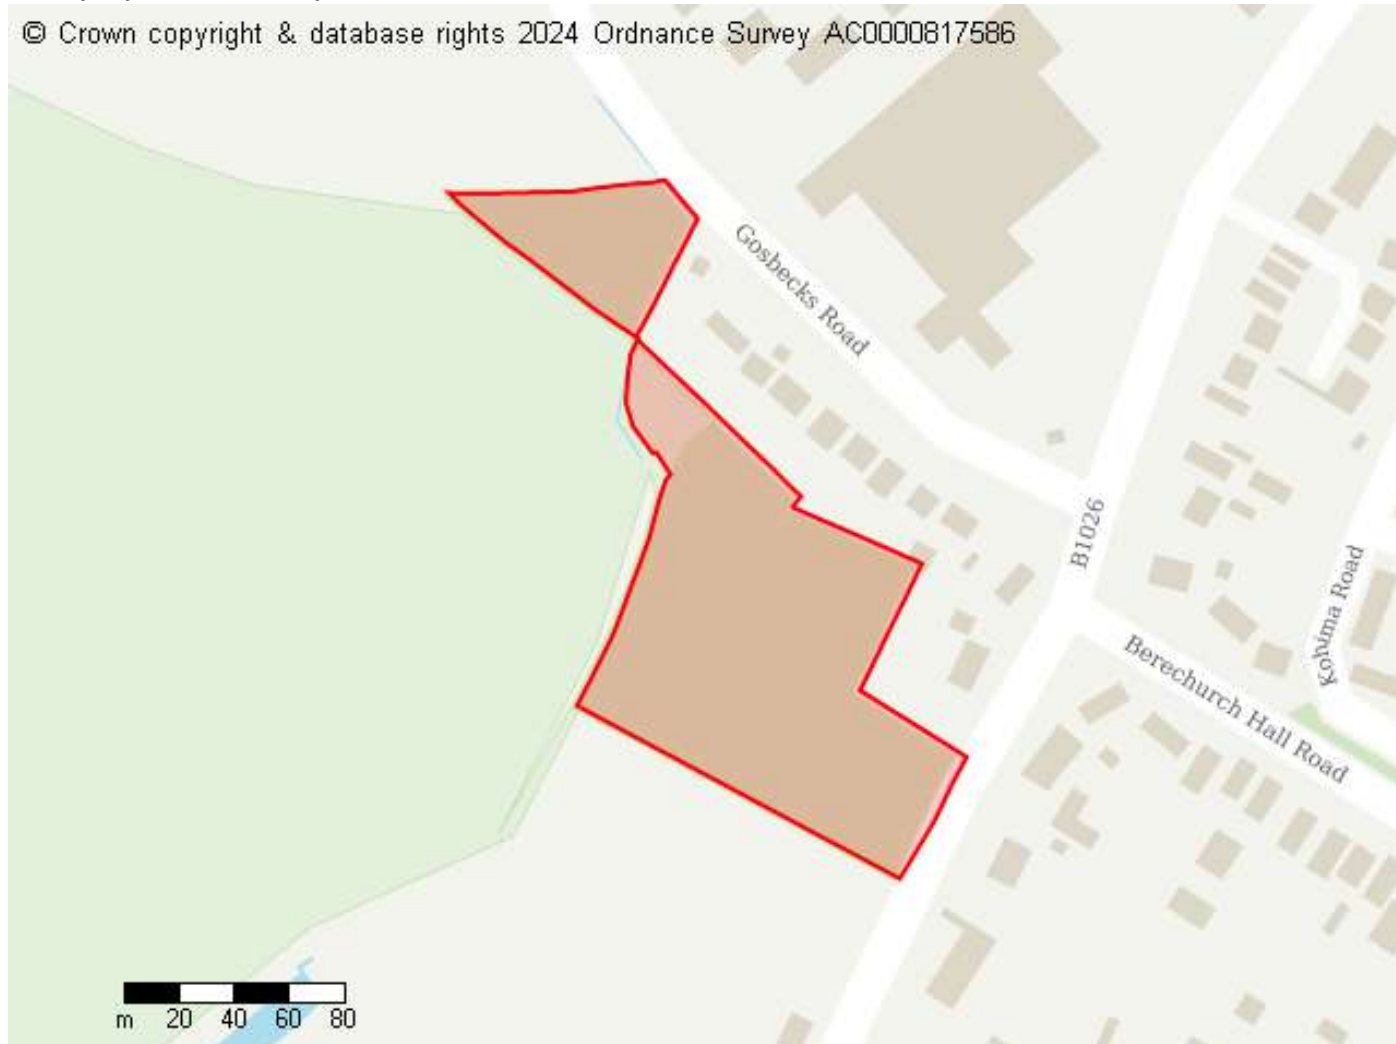 © Crown copyright & database rights 2024 Ordnance Survey AC0000817586
Gosbecks Road
B1026
Kohima Road
Berechurch Hall Road
m 20 40 60 80